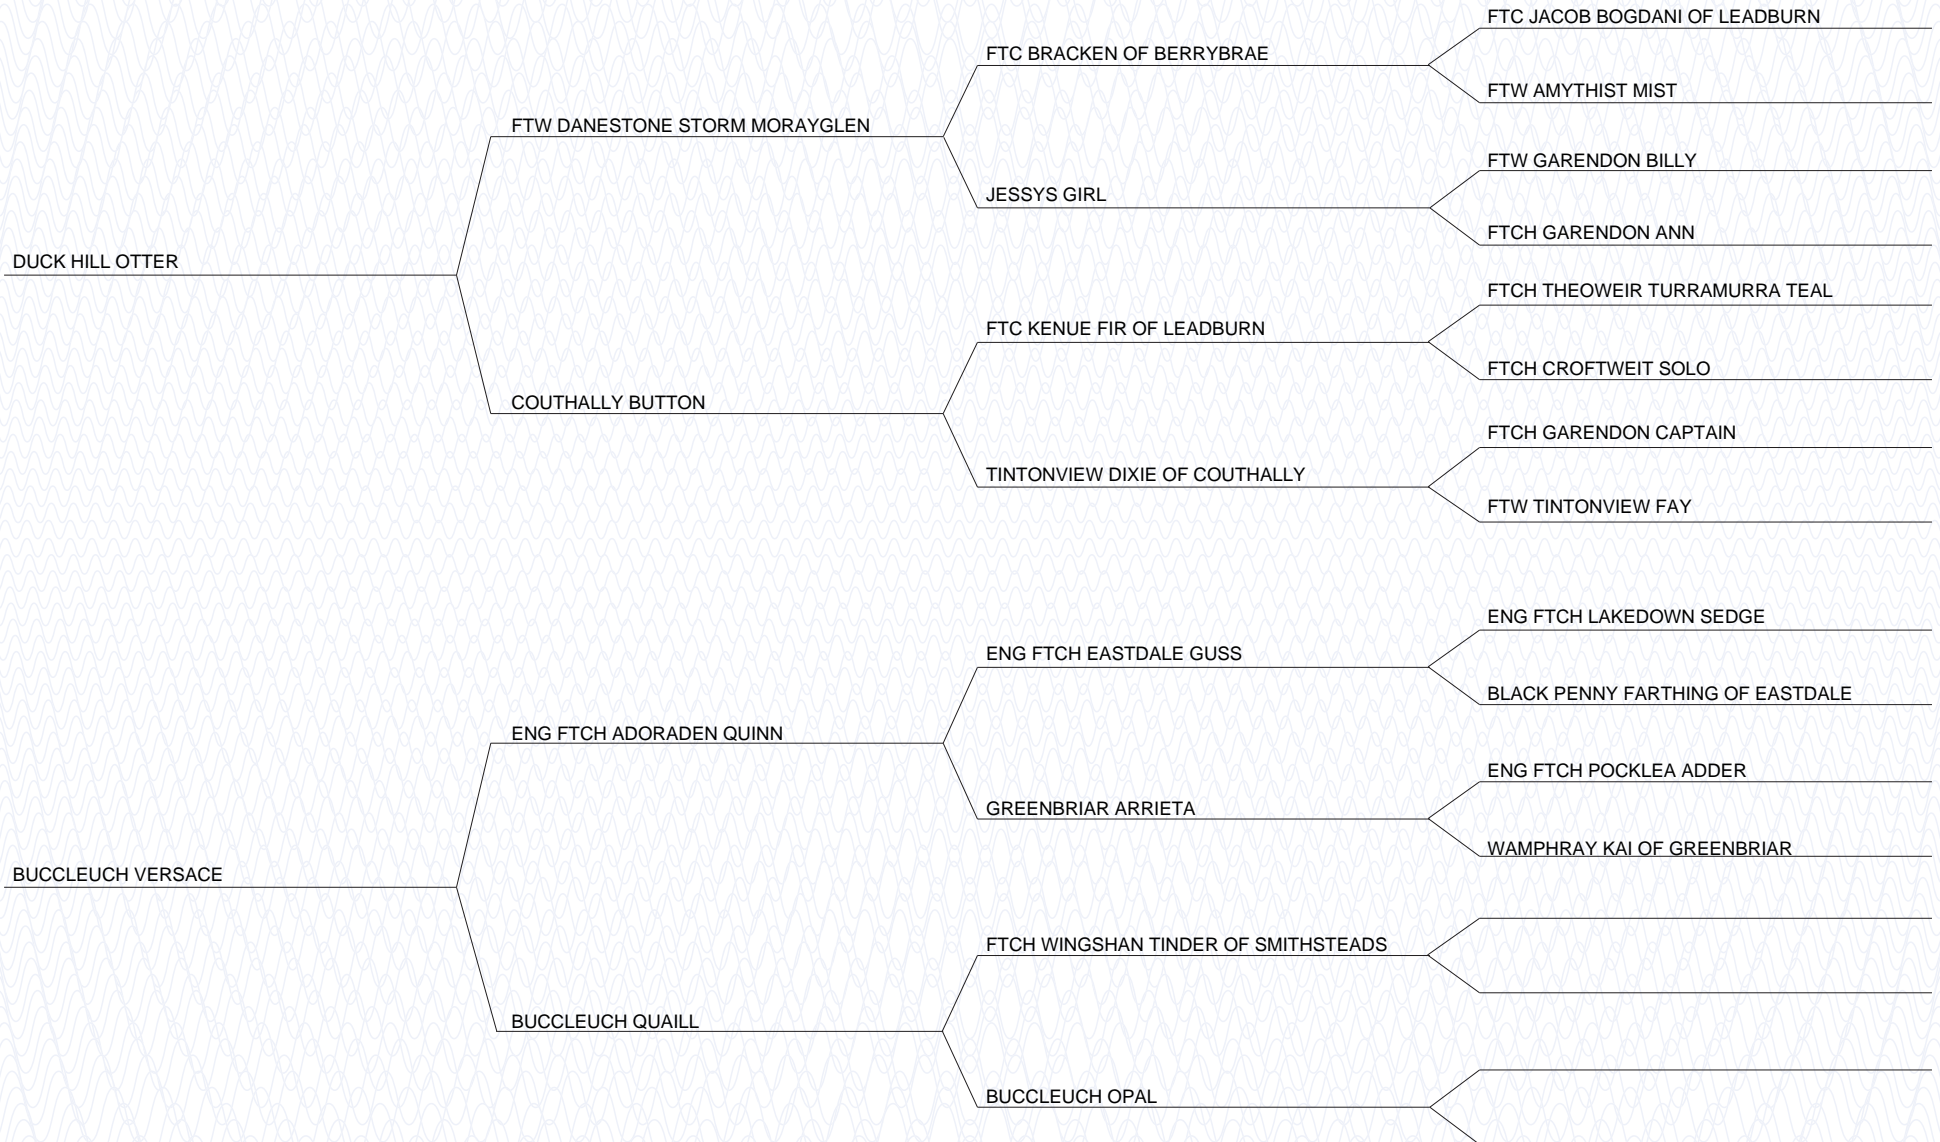 FTC JACOB BOGDANI OF LEADBURN
FTC BRACKEN OF BERRYBRAE
FTW AMYTHIST MIST
FTW DANESTONE STORM MORAYGLEN
FTW GARENDON BILLY
JESSYS GIRL
FTCH GARENDON ANN
DUCK HILL OTTER
FTCH THEOWEIR TURRAMURRA TEAL
FTC KENUE FIR OF LEADBURN
FTCH CROFTWEIT SOLO
COUTHALLY BUTTON
FTCH GARENDON CAPTAIN
TINTONVIEW DIXIE OF COUTHALLY
FTW TINTONVIEW FAY
ENG FTCH LAKEDOWN SEDGE
ENG FTCH EASTDALE GUSS
BLACK PENNY FARTHING OF EASTDALE
ENG FTCH ADORADEN QUINN
ENG FTCH POCKLEA ADDER
GREENBRIAR ARRIETA
WAMPHRAY KAI OF GREENBRIAR
BUCCLEUCH VERSACE
FTCH WINGSHAN TINDER OF SMITHSTEADS
BUCCLEUCH QUAILL
BUCCLEUCH OPAL